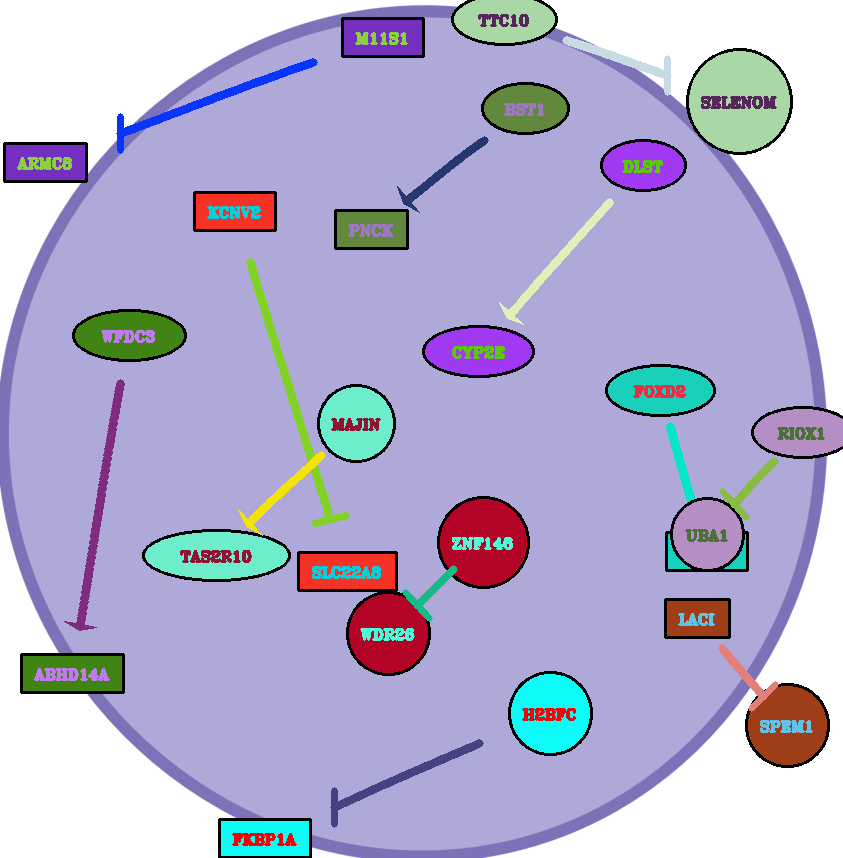 TTC10
M11S1
SELENOM
BST1
ARMC8
DLST
KCNV2
PNCK
WFDC3
CYP2E
FOXD2
MAJIN
RIOX1
UBA1
ZNF146
TAS2R10
SLC22A8
LACI
WDR26
ABHD14A
H2BFC
SPEM1
FKBP1A